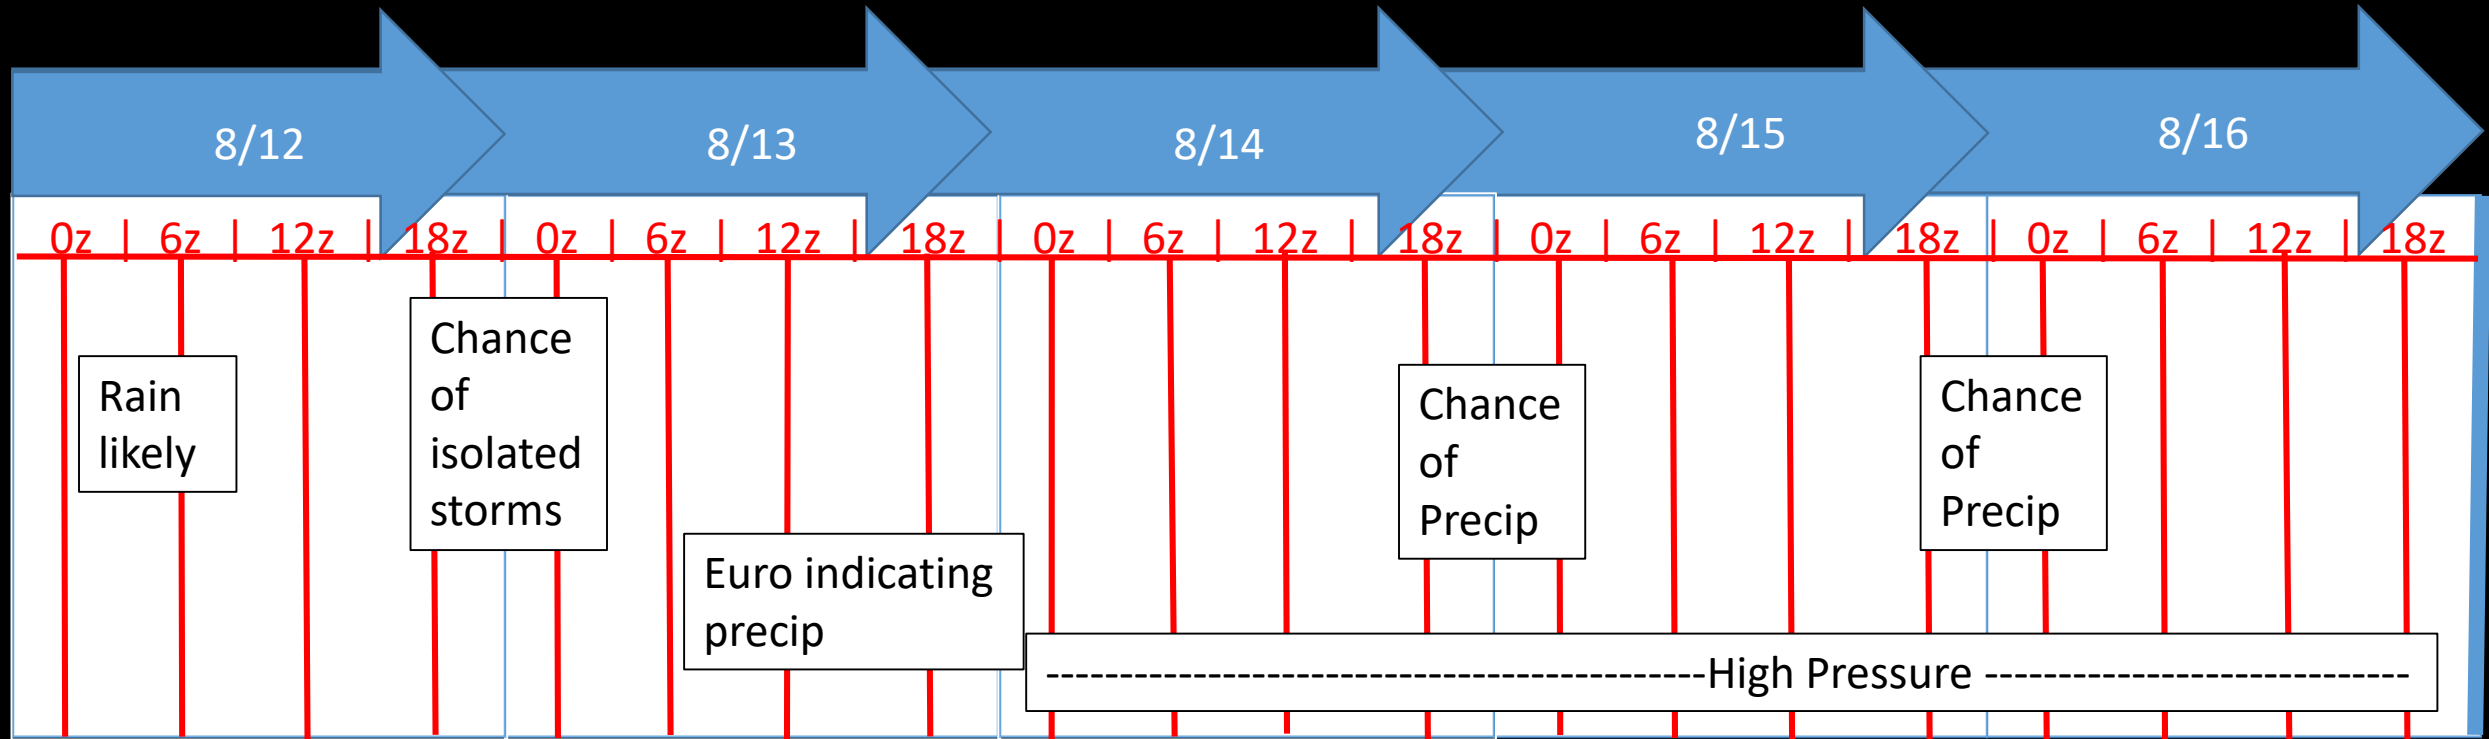 8/12 8/13 8/14 8/15 8/16
0z | 6z | 12z | 18z | 0z | 6z | 12z | 18z | 0z | 6z | 12z | 18z | 0z | 6z | 12z | 18z | 0z | 6z | 12z | 18z
Rain
likely
Chance
of
isolated
storms
Euro indicating
precip
Chance
of
Precip
Chance
of
Precip
---------------------------------------------High Pressure -----------------------------